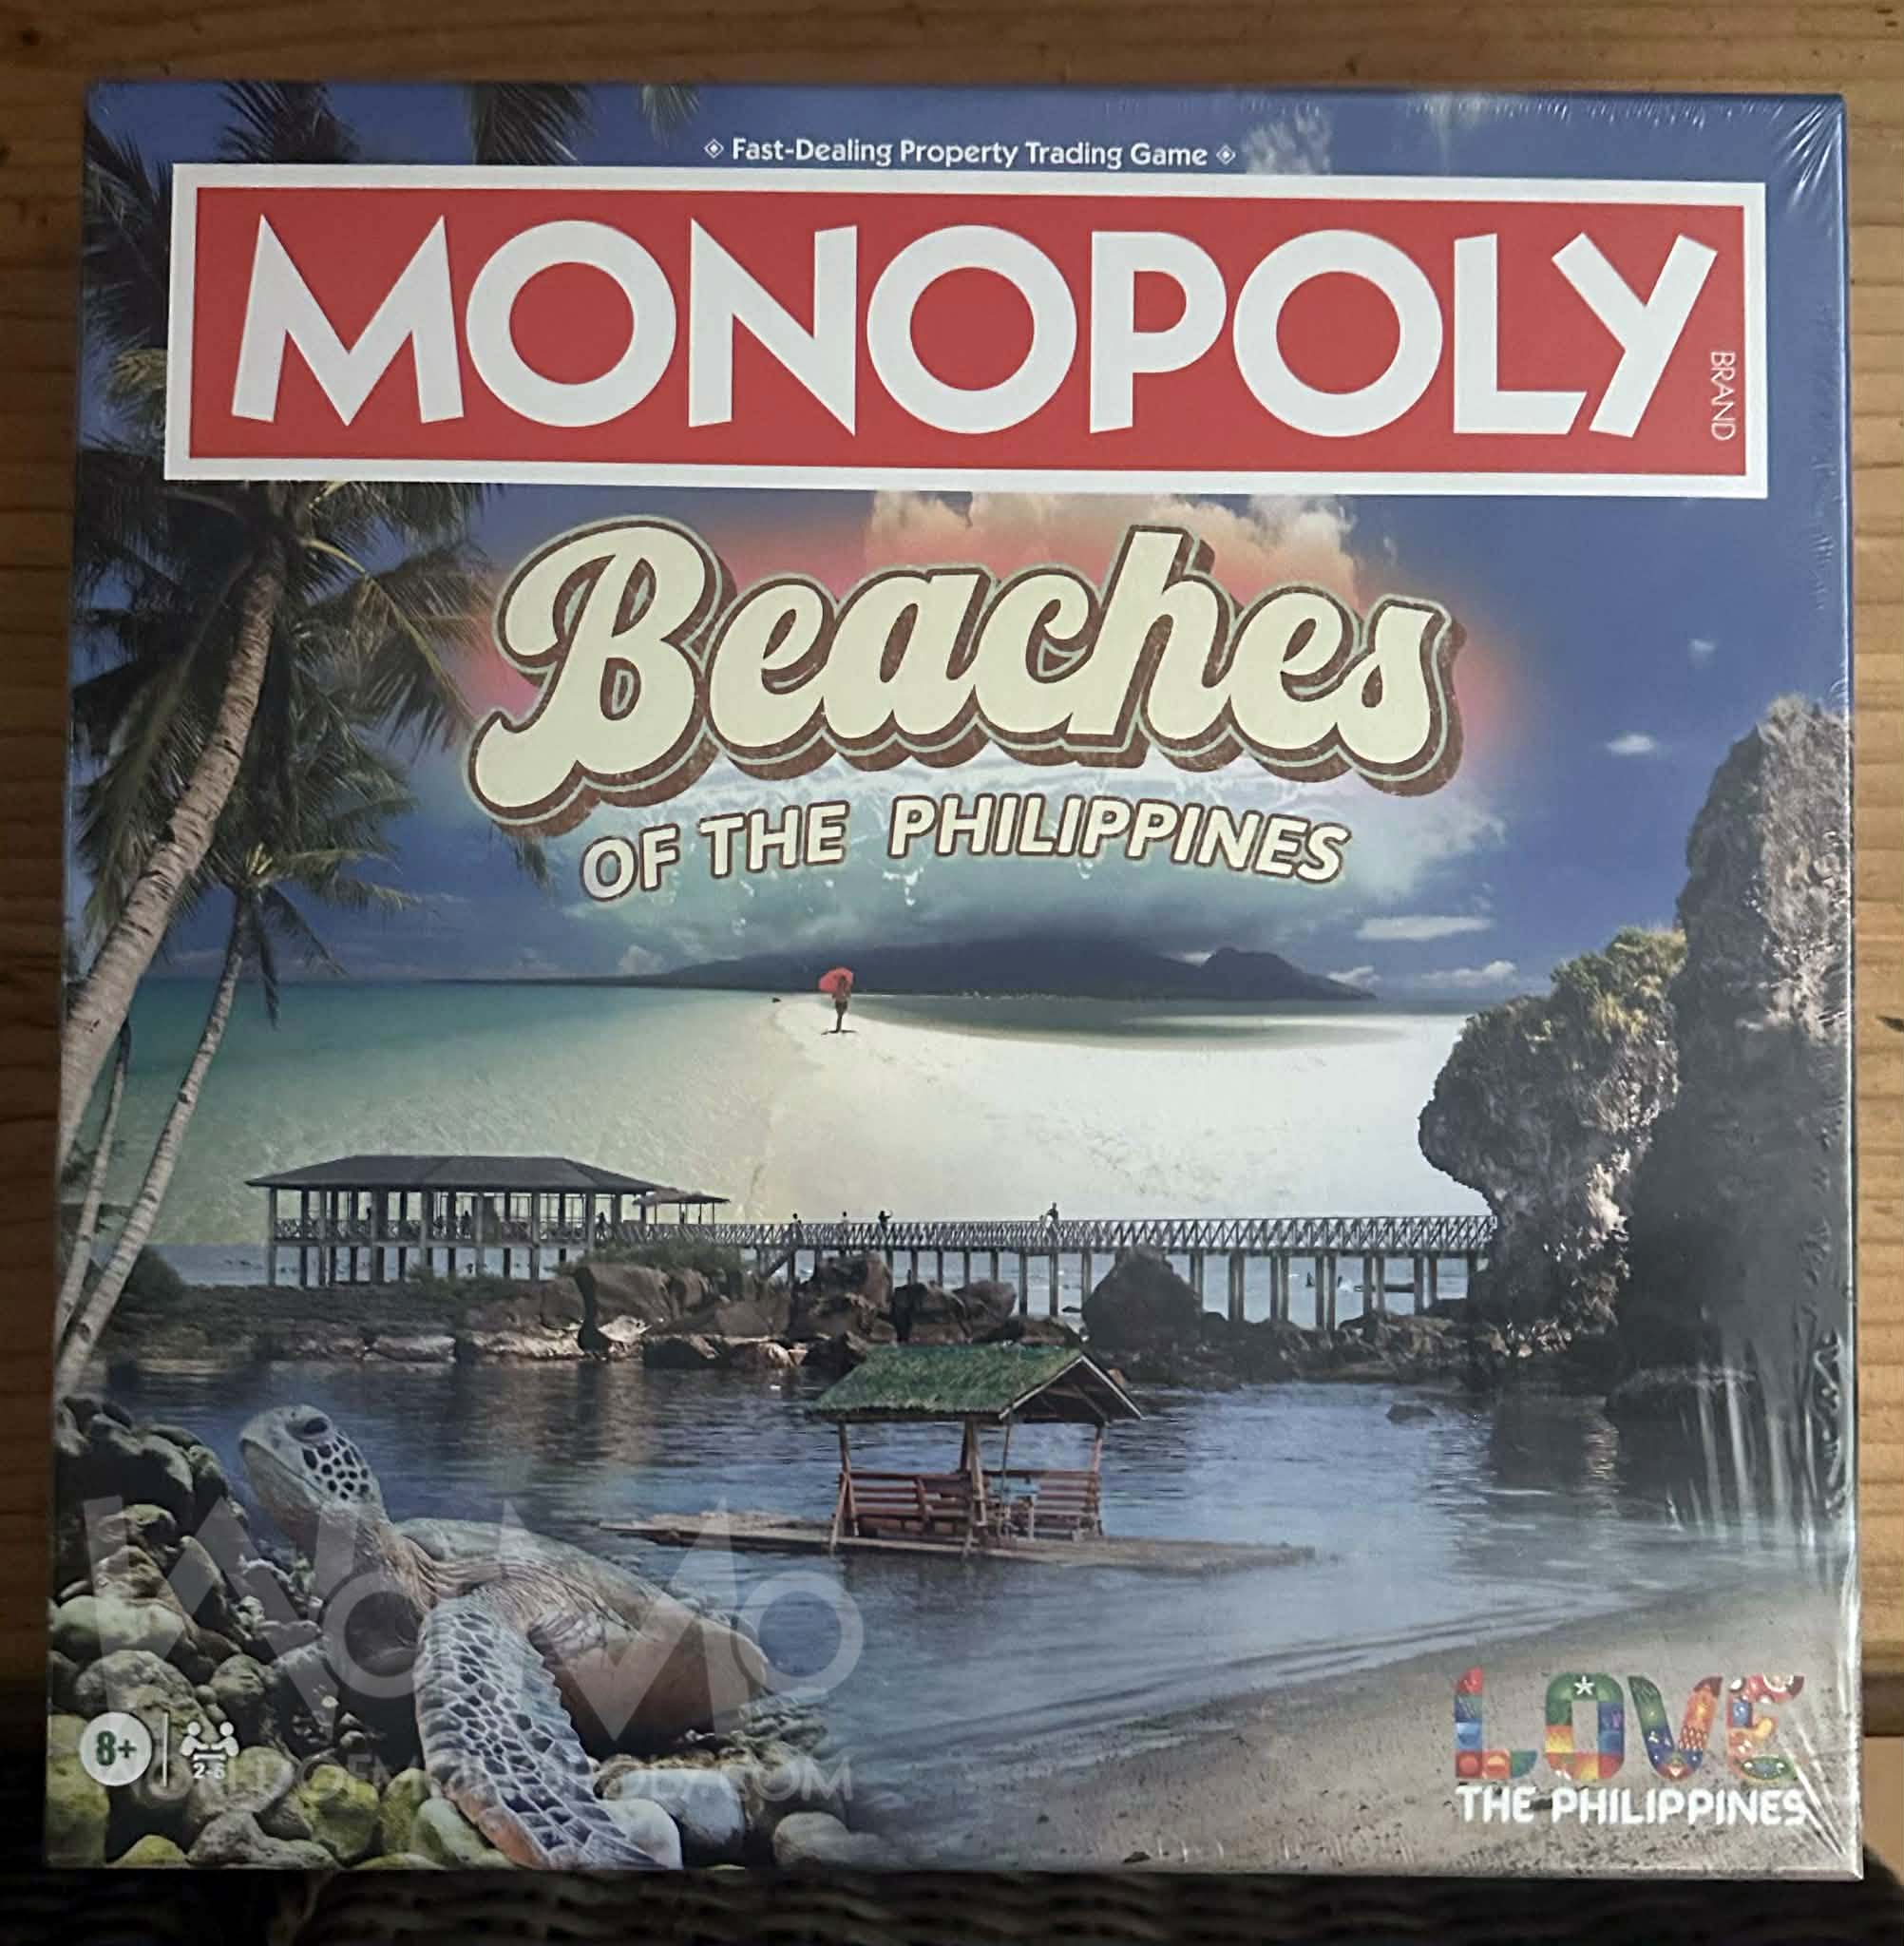 Fast-Dealing Property Trading Game
MONOPOLY
BRAND
Beaches
OF THE PHILIPPINES
8+
2-6
LOVE
THE PHILIPPINES